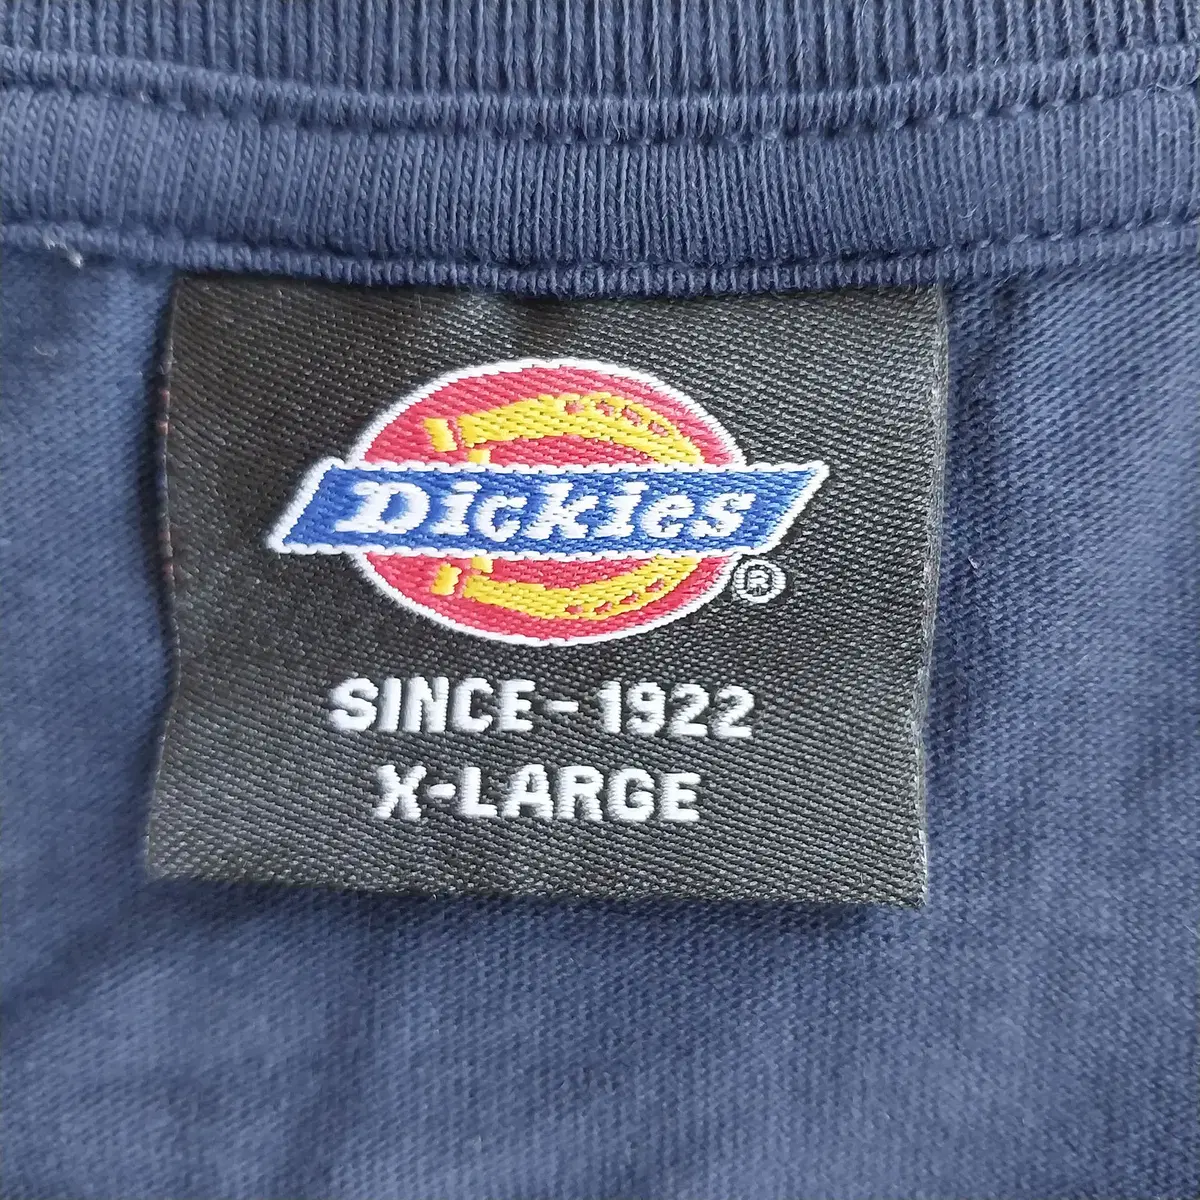 Dickies
®
SINCE-1922
X-LARGE